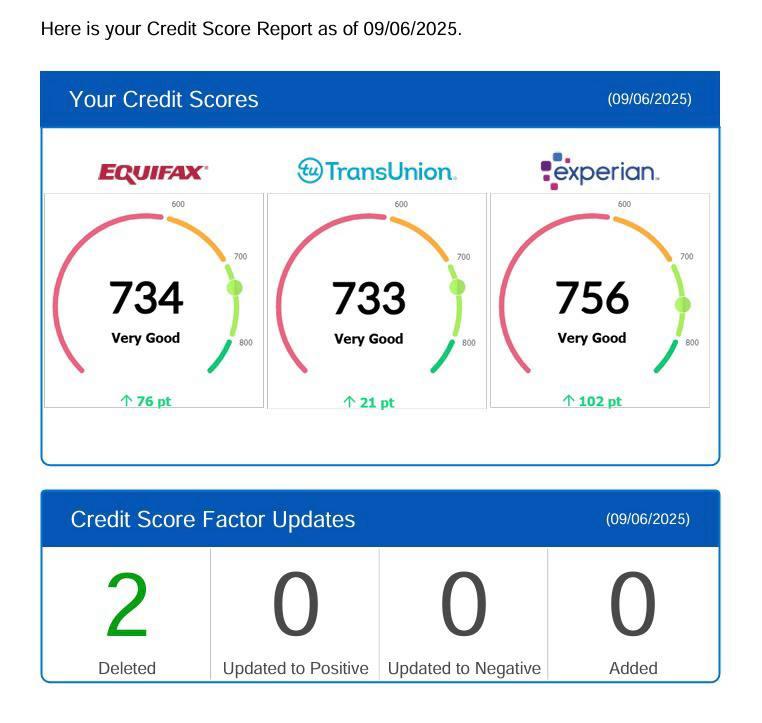 Here is your Credit Score Report as of 09/06/2025.
Your Credit Scores (09/06/2025)
EQUIFAX®
tu TransUnion®
experian™
600
700
734
Very Good
800
↑ 76 pt
600
700
733
Very Good
800
↑ 21 pt
600
700
756
Very Good
800
↑ 102 pt
Credit Score Factor Updates (09/06/2025)
2 0 0 0
Deleted Updated to Positive Updated to Negative Added